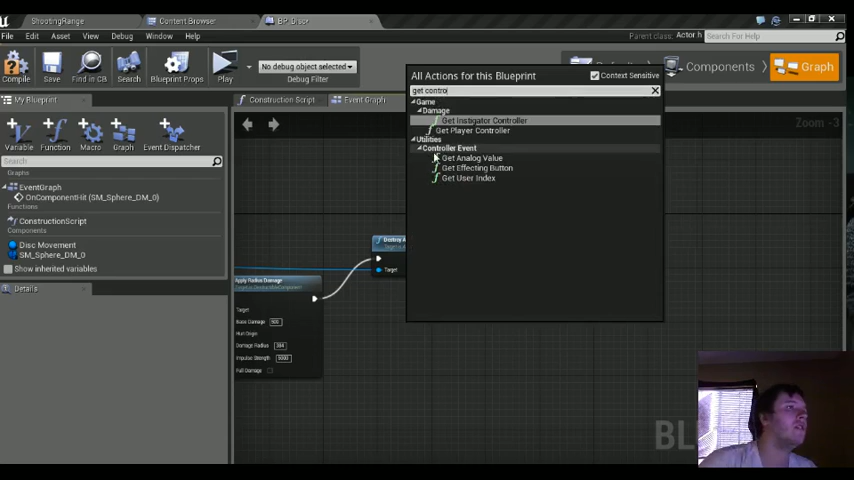 ShootingRange
Content Browser
BP_Disc*
Parent class: Actor.h
Search For Help
File Edit Asset View Debug Window Help
Compile
Save
Find in CB
Blueprint Props
Play
No debug object selected
Debug Filter
Components
Graph
My Blueprint
Construction Script
Event Graph
Variable
Function
Macro
Graph
Event Dispatcher
Search
Graphs
EventGraph
OnComponentHit (SM_Sphere_DM_0)
Functions
ConstructionScript
Components
Disc Movement
SM_Sphere_DM_0
Show inherited variables
Details
Zoom -3
All Actions for this Blueprint
Context Sensitive
get contro
Game
Damage
Get Instigator Controller
Get Player Controller
Utilities
Controller Event
Get Analog Value
Get Effecting Button
Get User Index
Destroy A
Target
Apply Radius Damage
Target
Base Damage
Hurt Origin
Damage Radius
Impulse Strength
Full Damage